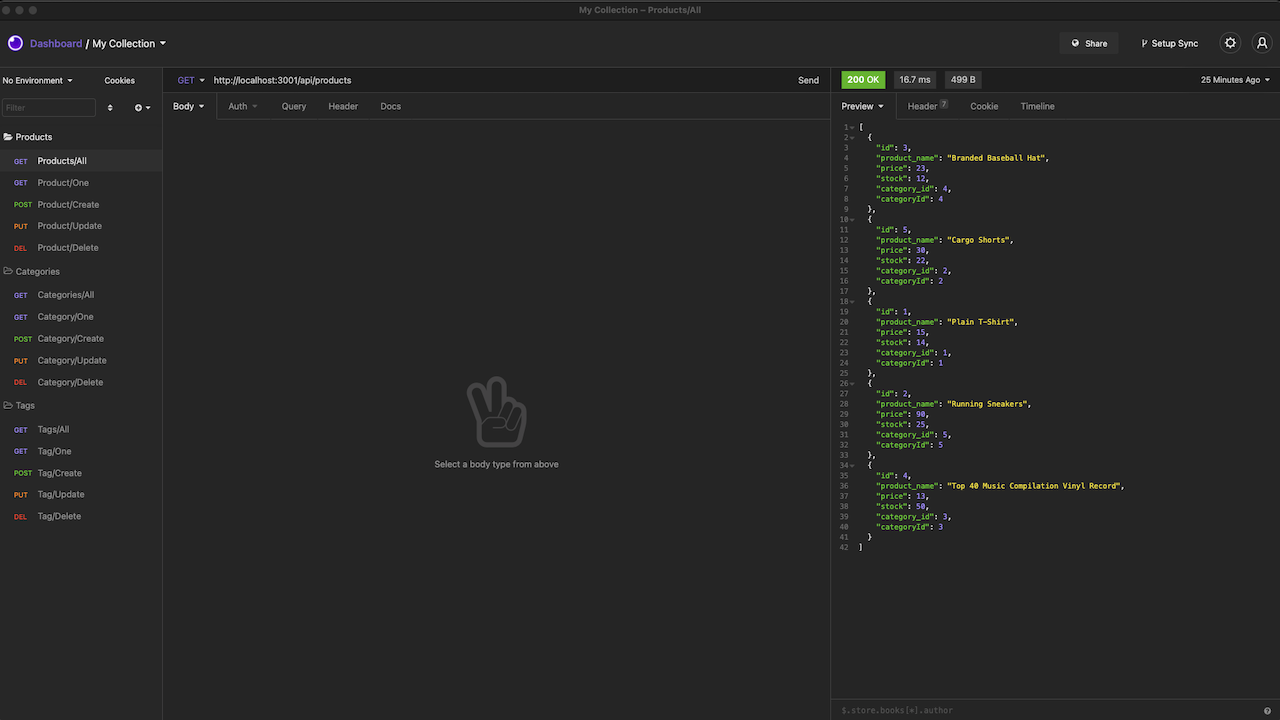 My Collection – Products/All
Dashboard / My Collection
Share
Setup Sync
No Environment
Cookies
Filter
Products
GET Products/All
GET Product/One
POST Product/Create
PUT Product/Update
DEL Product/Delete
Categories
GET Categories/All
GET Category/One
POST Category/Create
PUT Category/Update
DEL Category/Delete
Tags
GET Tags/All
GET Tag/One
POST Tag/Create
PUT Tag/Update
DEL Tag/Delete
GET http://localhost:3001/api/products Send
Body Auth Query Header Docs
Select a body type from above
200 OK 16.7 ms 499 B 25 Minutes Ago
Preview Header 7 Cookie Timeline
1 [
2 {
3 "id": 3,
4 "product_name": "Branded Baseball Hat",
5 "price": 23,
6 "stock": 12,
7 "category_id": 4,
8 "categoryId": 4
9 },
10 {
11 "id": 5,
12 "product_name": "Cargo Shorts",
13 "price": 30,
14 "stock": 22,
15 "category_id": 2,
16 "categoryId": 2
17 },
18 {
19 "id": 1,
20 "product_name": "Plain T-Shirt",
21 "price": 15,
22 "stock": 14,
23 "category_id": 1,
24 "categoryId": 1
25 },
26 {
27 "id": 2,
28 "product_name": "Running Sneakers",
29 "price": 90,
30 "stock": 25,
31 "category_id": 5,
32 "categoryId": 5
33 },
34 {
35 "id": 4,
36 "product_name": "Top 40 Music Compilation Vinyl Record",
37 "price": 13,
38 "stock": 50,
39 "category_id": 3,
40 "categoryId": 3
41 }
42 ]
$.store.books[*].author